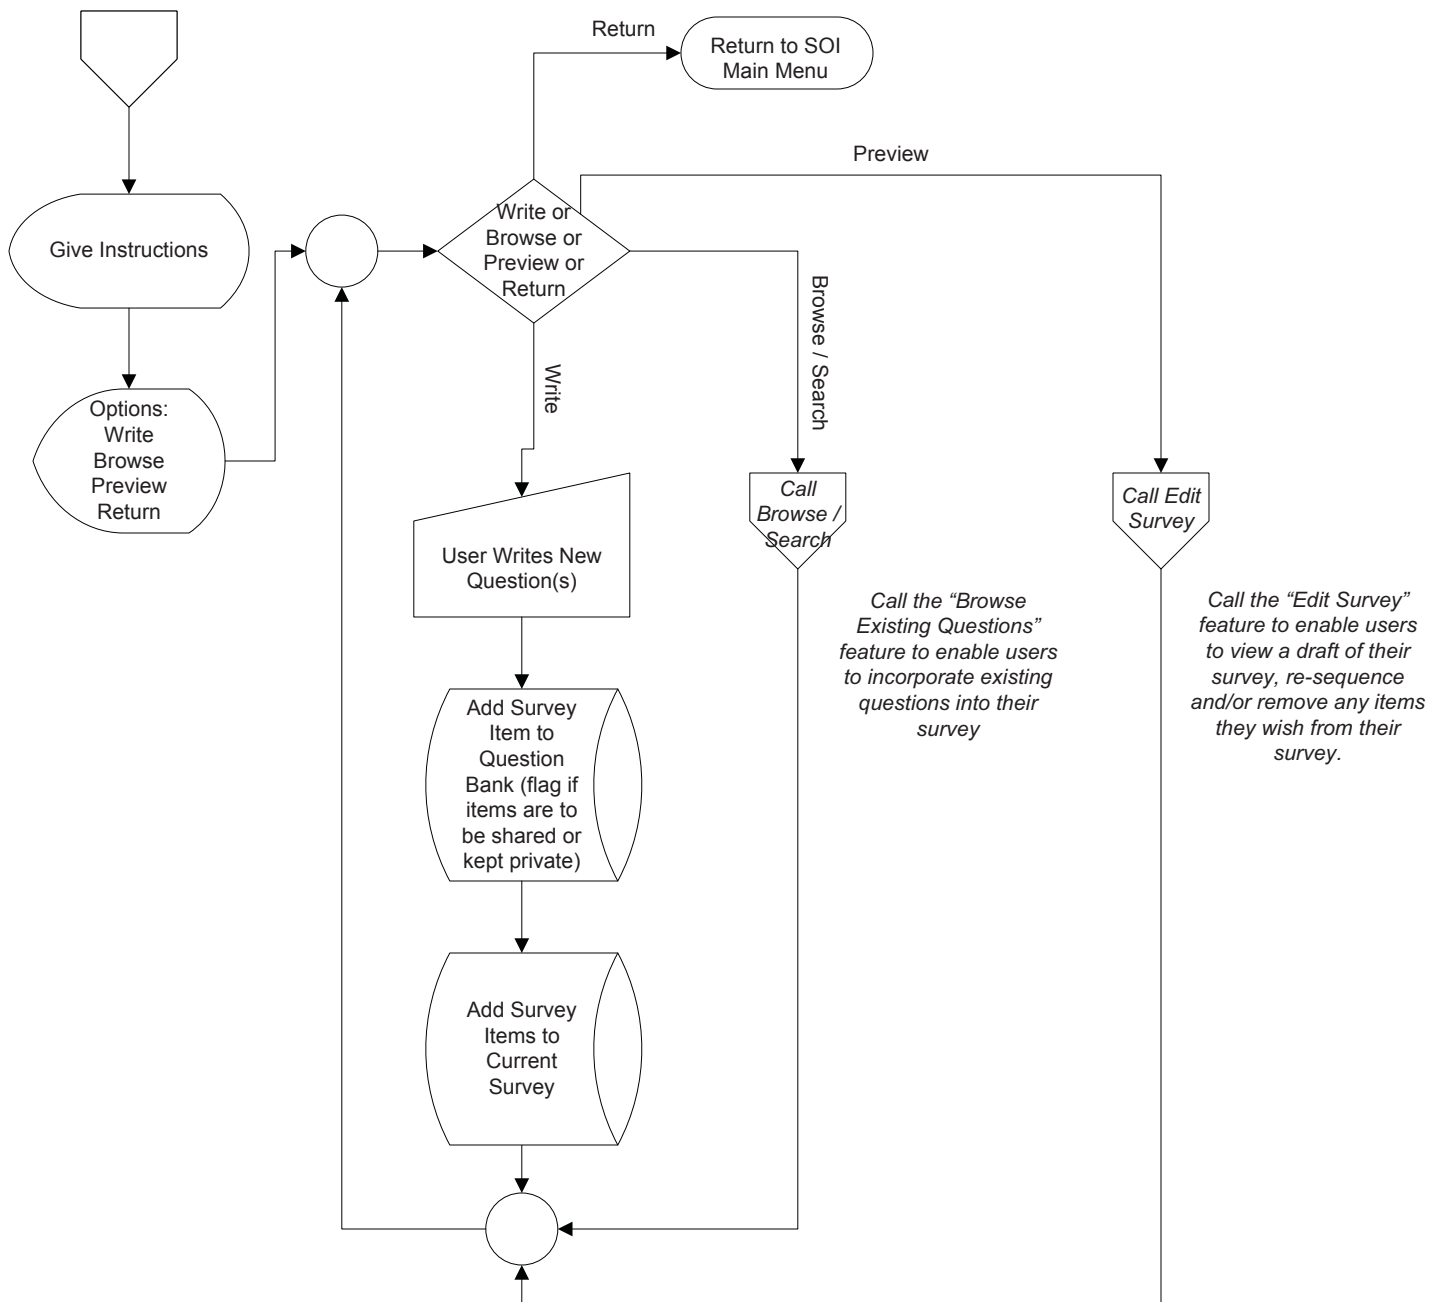 Return
Return to SOI
Main Menu
Preview
Give Instructions
Write or
Browse or
Preview or
Return
Browse / Search
Write
Options:
Write
Browse
Preview
Return
Call
Browse /
Search
Call Edit
Survey
User Writes New
Question(s)
Call the “Browse
Existing Questions”
feature to enable users
to incorporate existing
questions into their
survey
Call the “Edit Survey”
feature to enable users
to view a draft of their
survey, re-sequence
and/or remove any items
they wish from their
survey.
Add Survey
Item to
Question
Bank (flag if
items are to
be shared or
kept private)
Add Survey
Items to
Current
Survey